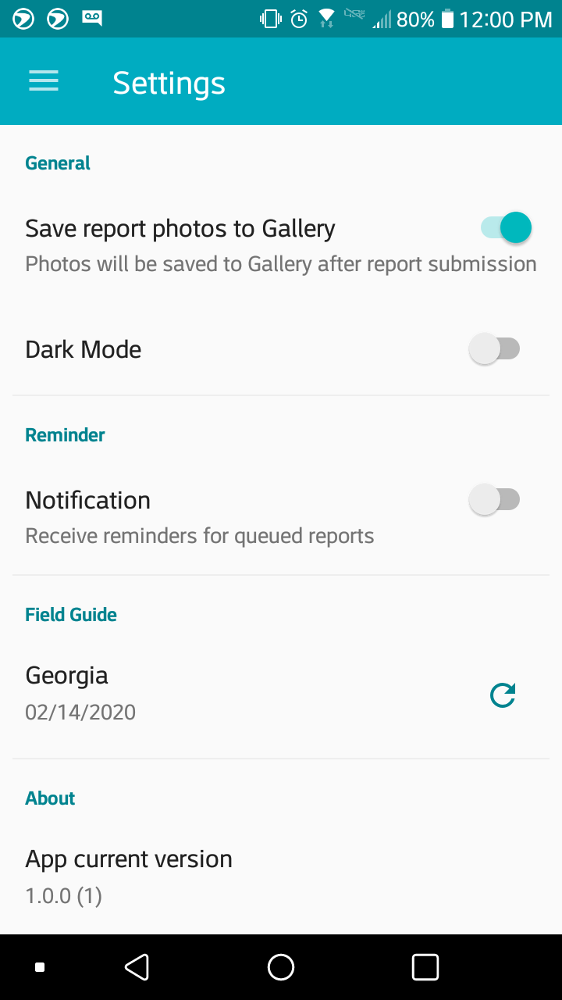 80% 12:00 PM
Settings
General
Save report photos to Gallery
Photos will be saved to Gallery after report submission
Dark Mode
Reminder
Notification
Receive reminders for queued reports
Field Guide
Georgia
02/14/2020
About
App current version
1.0.0 (1)